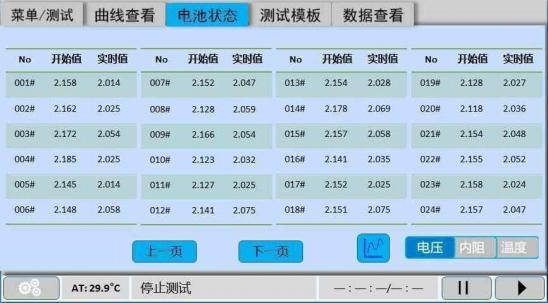 菜单/测试 曲线查看 电池状态 测试模板 数据查看
No 开始值 实时值 No 开始值 实时值 No 开始值 实时值 No 开始值 实时值
001# 2.158 2.014 007# 2.152 2.047 013# 2.154 2.028 019# 2.128 2.027
002# 2.162 2.025 008# 2.128 2.059 014# 2.178 2.069 020# 2.118 2.036
003# 2.172 2.054 009# 2.166 2.054 015# 2.157 2.058 021# 2.154 2.048
004# 2.185 2.025 010# 2.123 2.032 016# 2.141 2.035 022# 2.155 2.052
005# 2.145 2.014 011# 2.127 2.025 017# 2.152 2.025 023# 2.158 2.024
006# 2.148 2.058 012# 2.141 2.075 018# 2.151 2.075 024# 2.157 2.047
上一页 下一页 电压 内阻 温度
AT: 29.9°C 停止测试 — : — : —/— : —